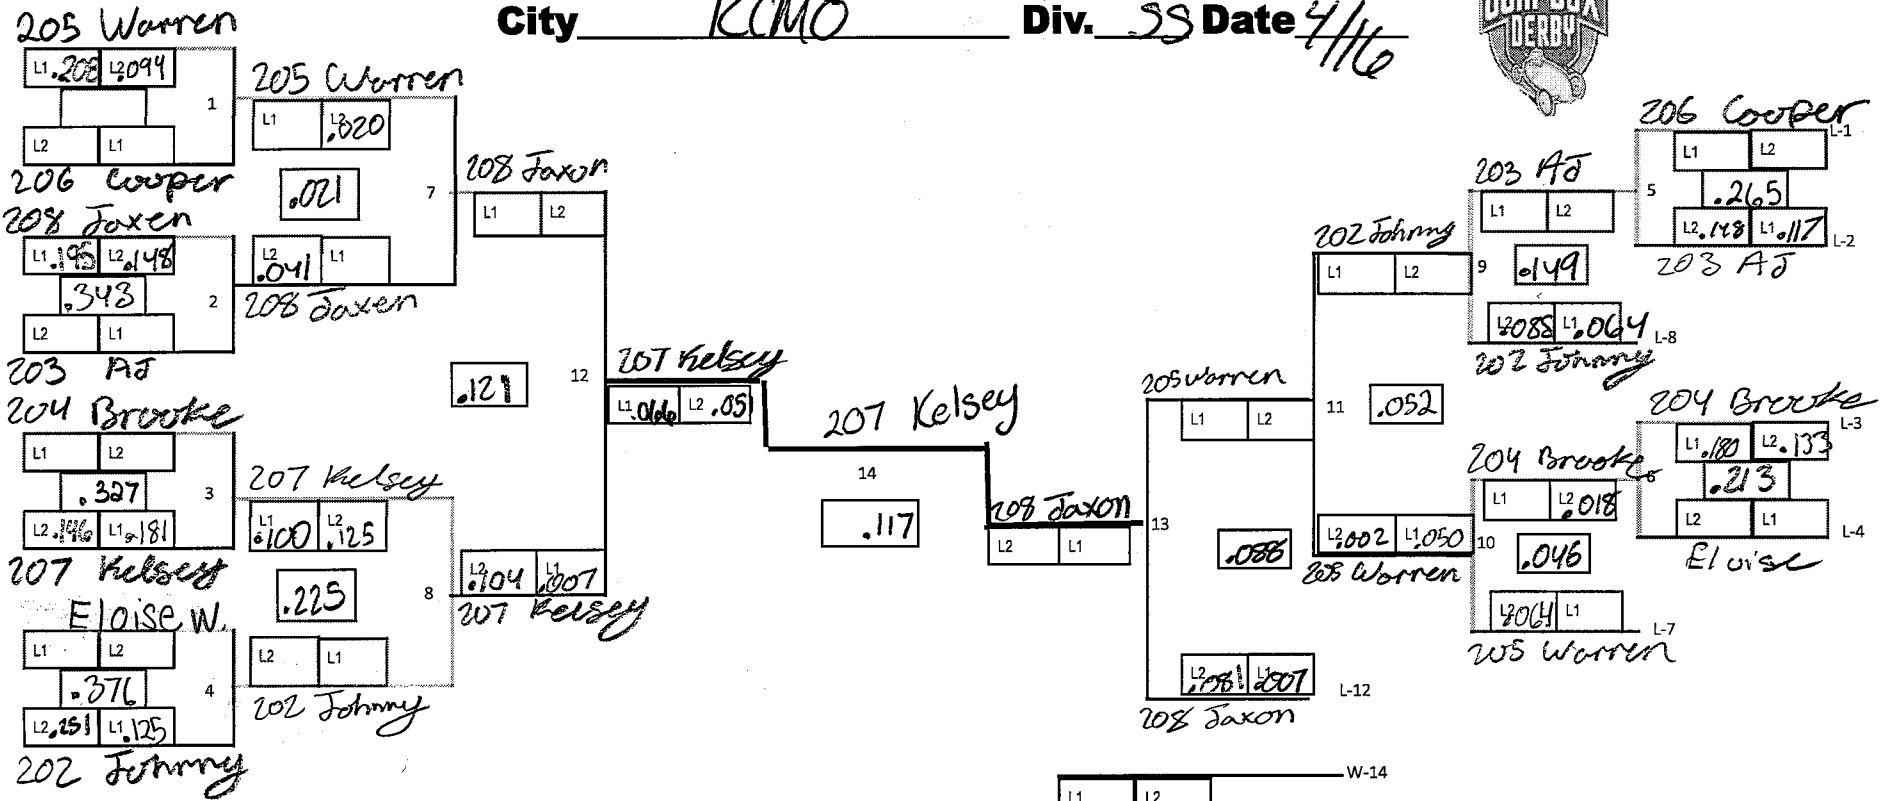 City KCMO Div. SS Date 4/16
DERBY
205 Warren
L1 .208 L2 .094
1
L2 L1
206 Cooper
208 Jaxen
L1 .195 L2 .148
.343 2
L2 L1
203 AJ
204 Brooke
L1 L2
.327 3
L2 .146 L1 .181
207 Kelsey
Eloise W.
L1 L2
.376 4
L2 .251 L1 .125
202 Johnny
205 Warren
L1 L2 .020
.021 7
L2 .041 L1
208 Jaxen
207 Kelsey
L1 .100 L2 .125
.225 8
L2 L1
202 Johnny
208 Jaxon
L1 L2
.121 12
L2 .104 L1 .007
207 Kelsey
207 Kelsey
L1 .066 L2 .051
207 Kelsey
14
.117
208 Jaxon
L2 L1
13
205 Warren
L1 L2
.086
L2 .081 L1 .007 L-12
208 Jaxon
202 Johnny
L1 L2
11 .052
L2 .002 L1 .050
205 Warren
203 AJ
L1 L2
9 .149
L2 .085 L1 .064 L-8
202 Johnny
204 Brooke
L1 L2 .018
10 .046
L2 .064 L1 L-7
205 Warren
206 Cooper L-1
L1 L2
5 .265
L2 .148 L1 .117 L-2
203 AJ
204 Brooke L-3
L1 .180 L2 .133
6 .213
L2 L1 L-4
Eloise
W-14
L1 L2